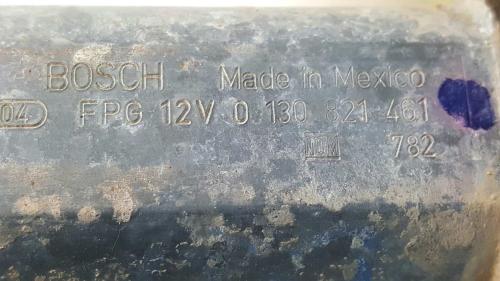 BOSCH Made in Mexico
04 FPG 12V 0 130 821 461
782